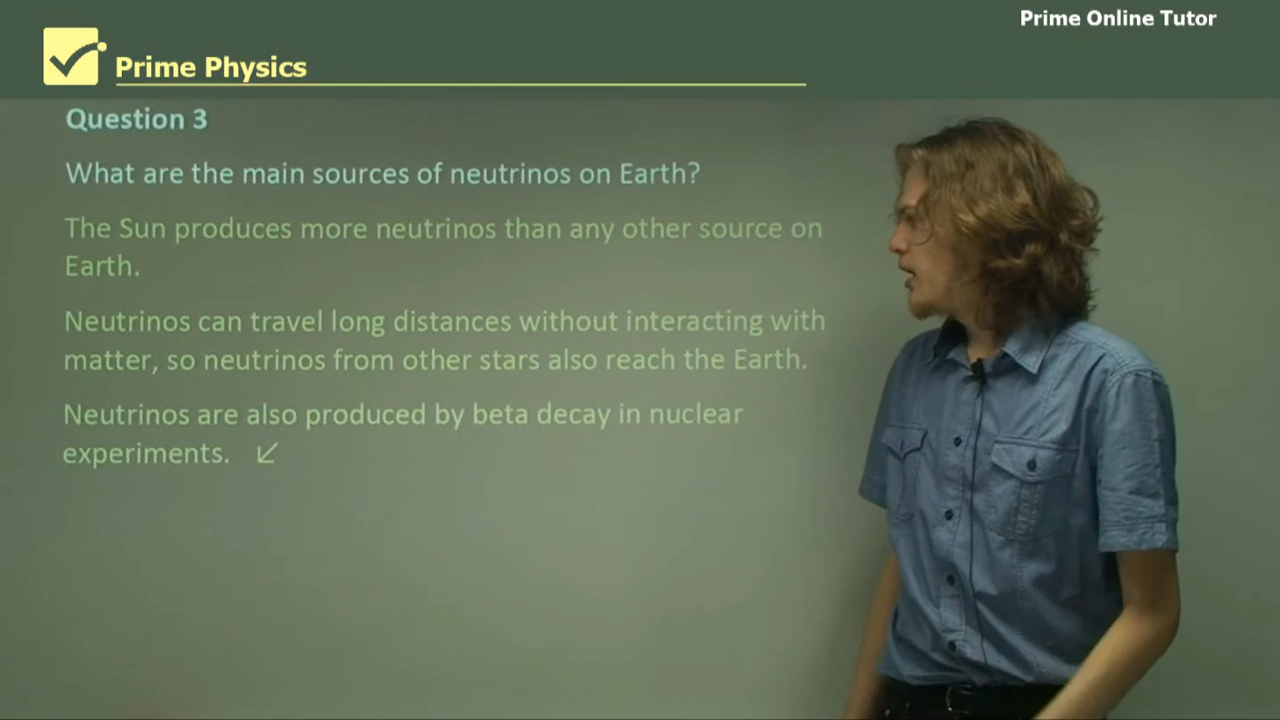 Prime Online Tutor
Prime Physics
Question 3
What are the main sources of neutrinos on Earth?
The Sun produces more neutrinos than any other source on
Earth.
Neutrinos can travel long distances without interacting with
matter, so neutrinos from other stars also reach the Earth.
Neutrinos are also produced by beta decay in nuclear
experiments.